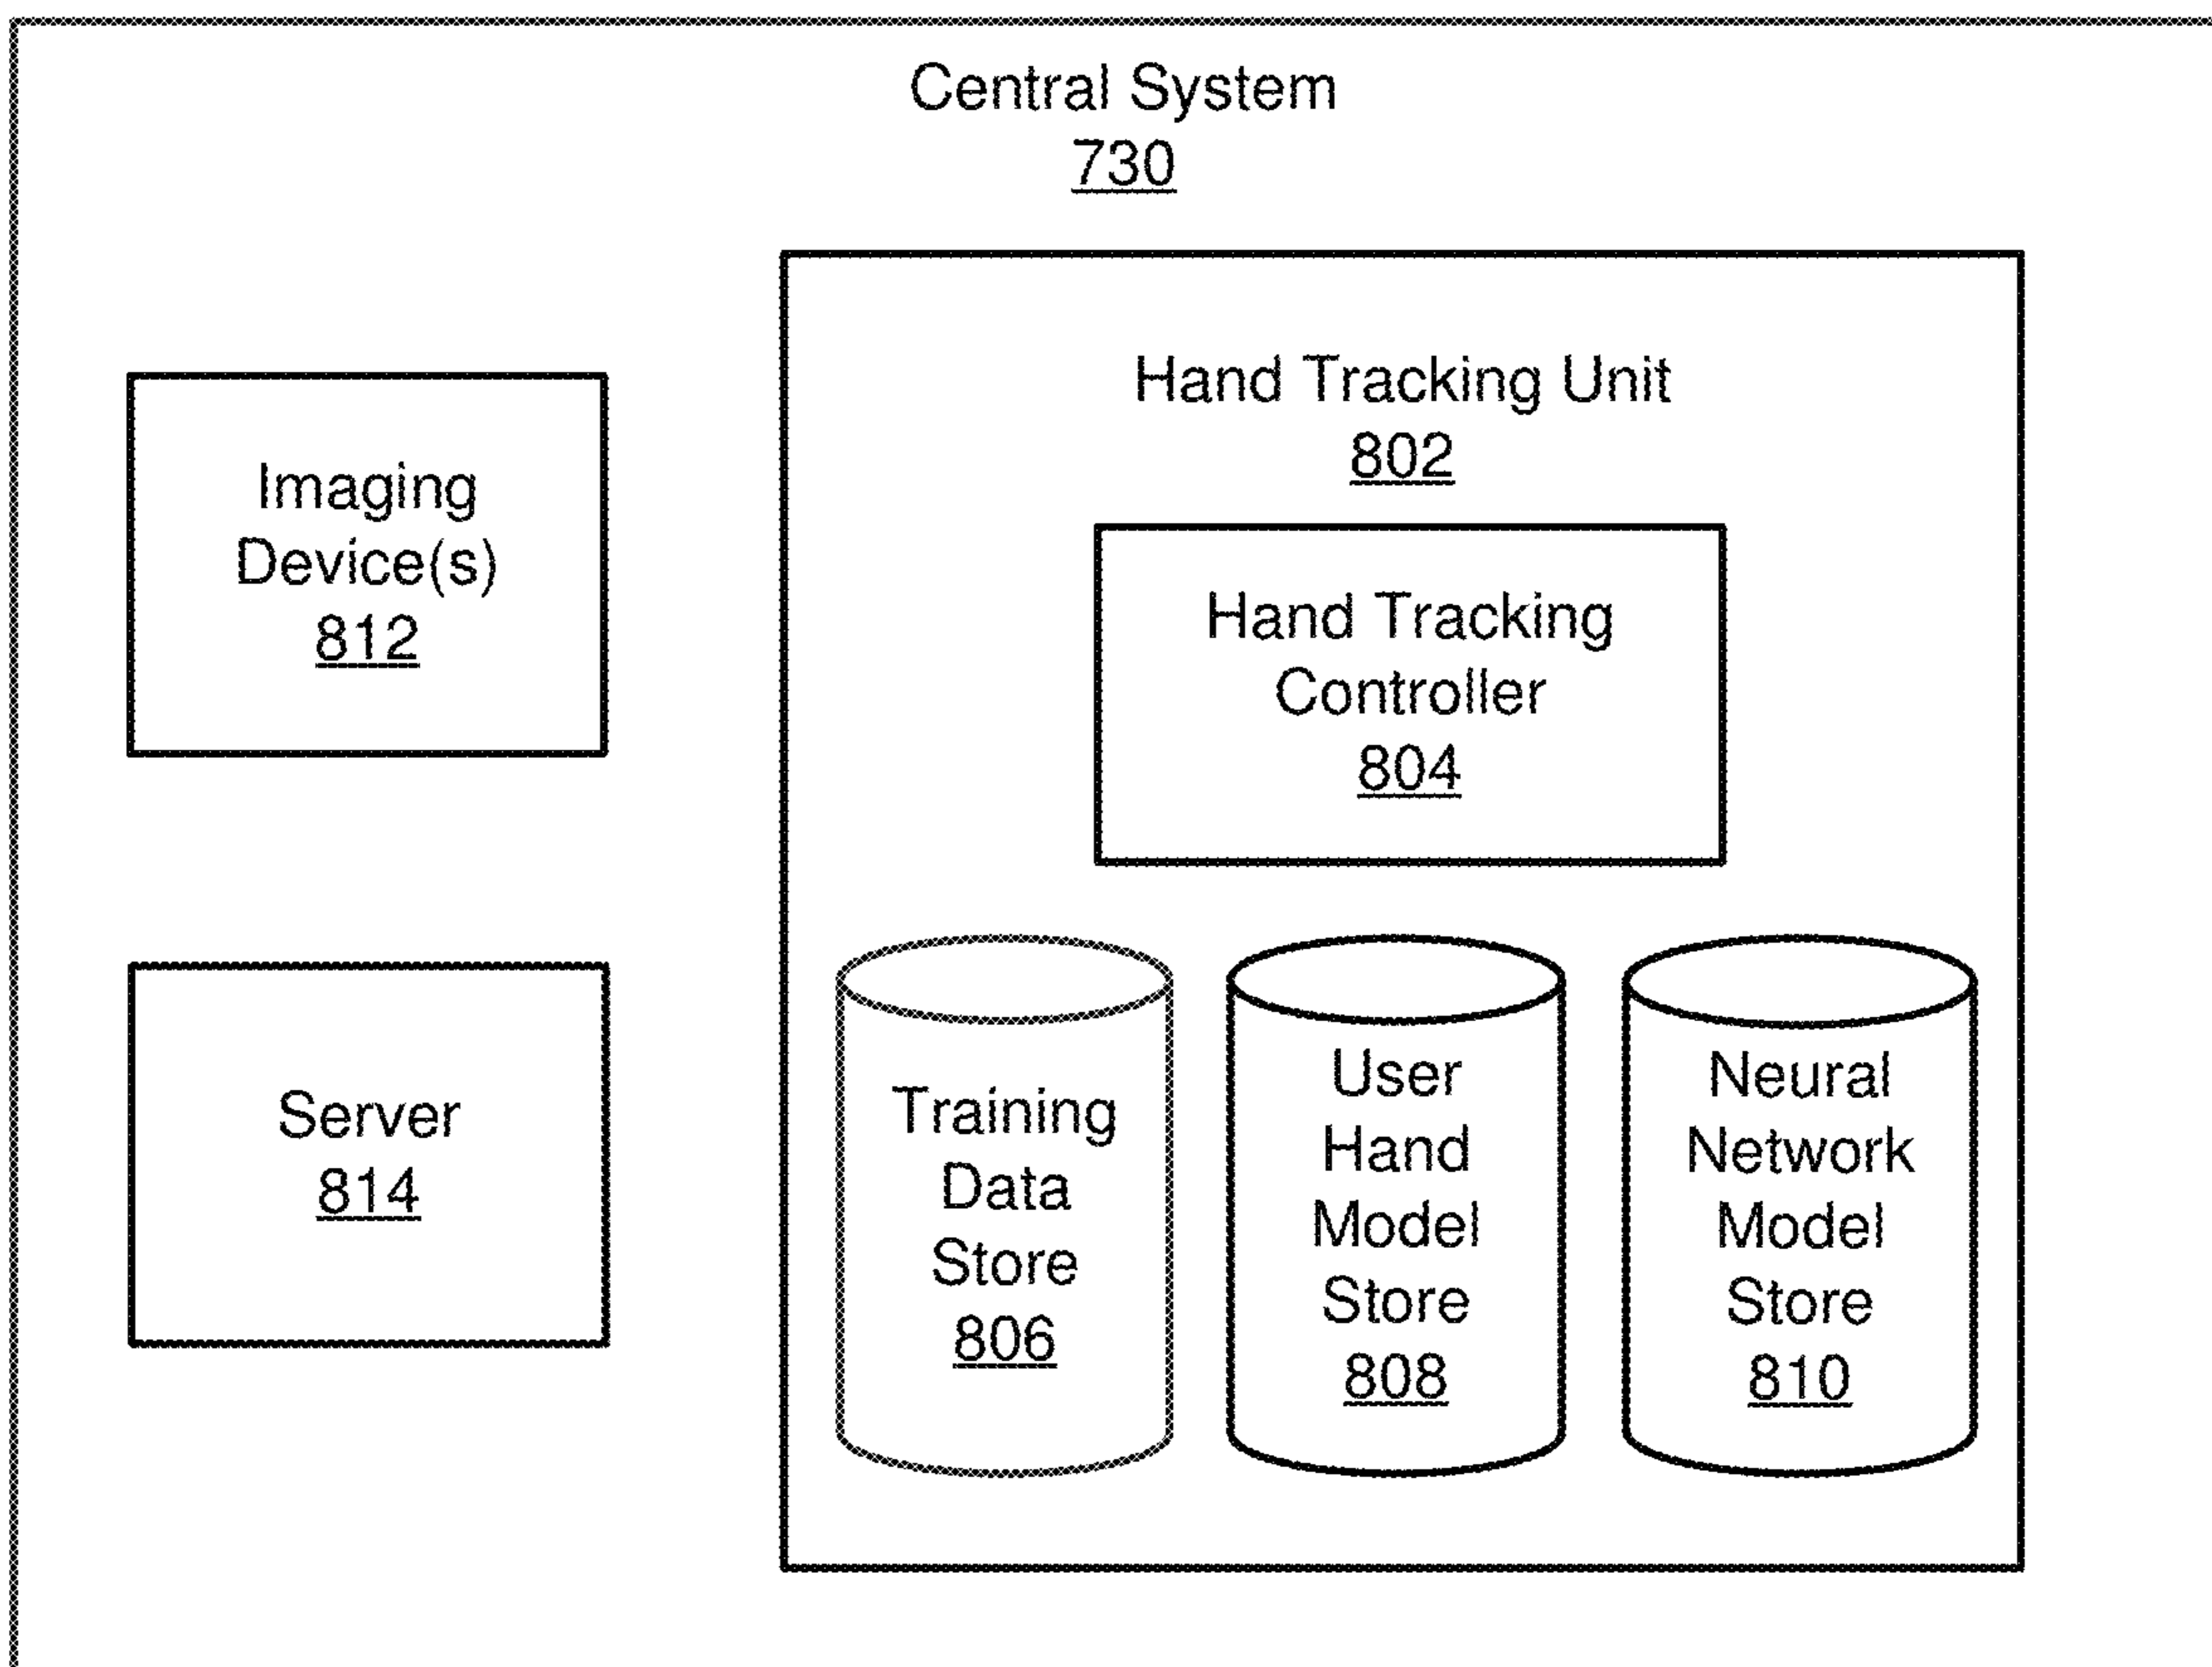 Central System
730
Hand Tracking Unit
802
Imaging
Device(s)
812
Hand Tracking
Controller
804
Server
814
Training
Data
Store
806
User
Hand
Model
Store
808
Neural
Network
Model
Store
810